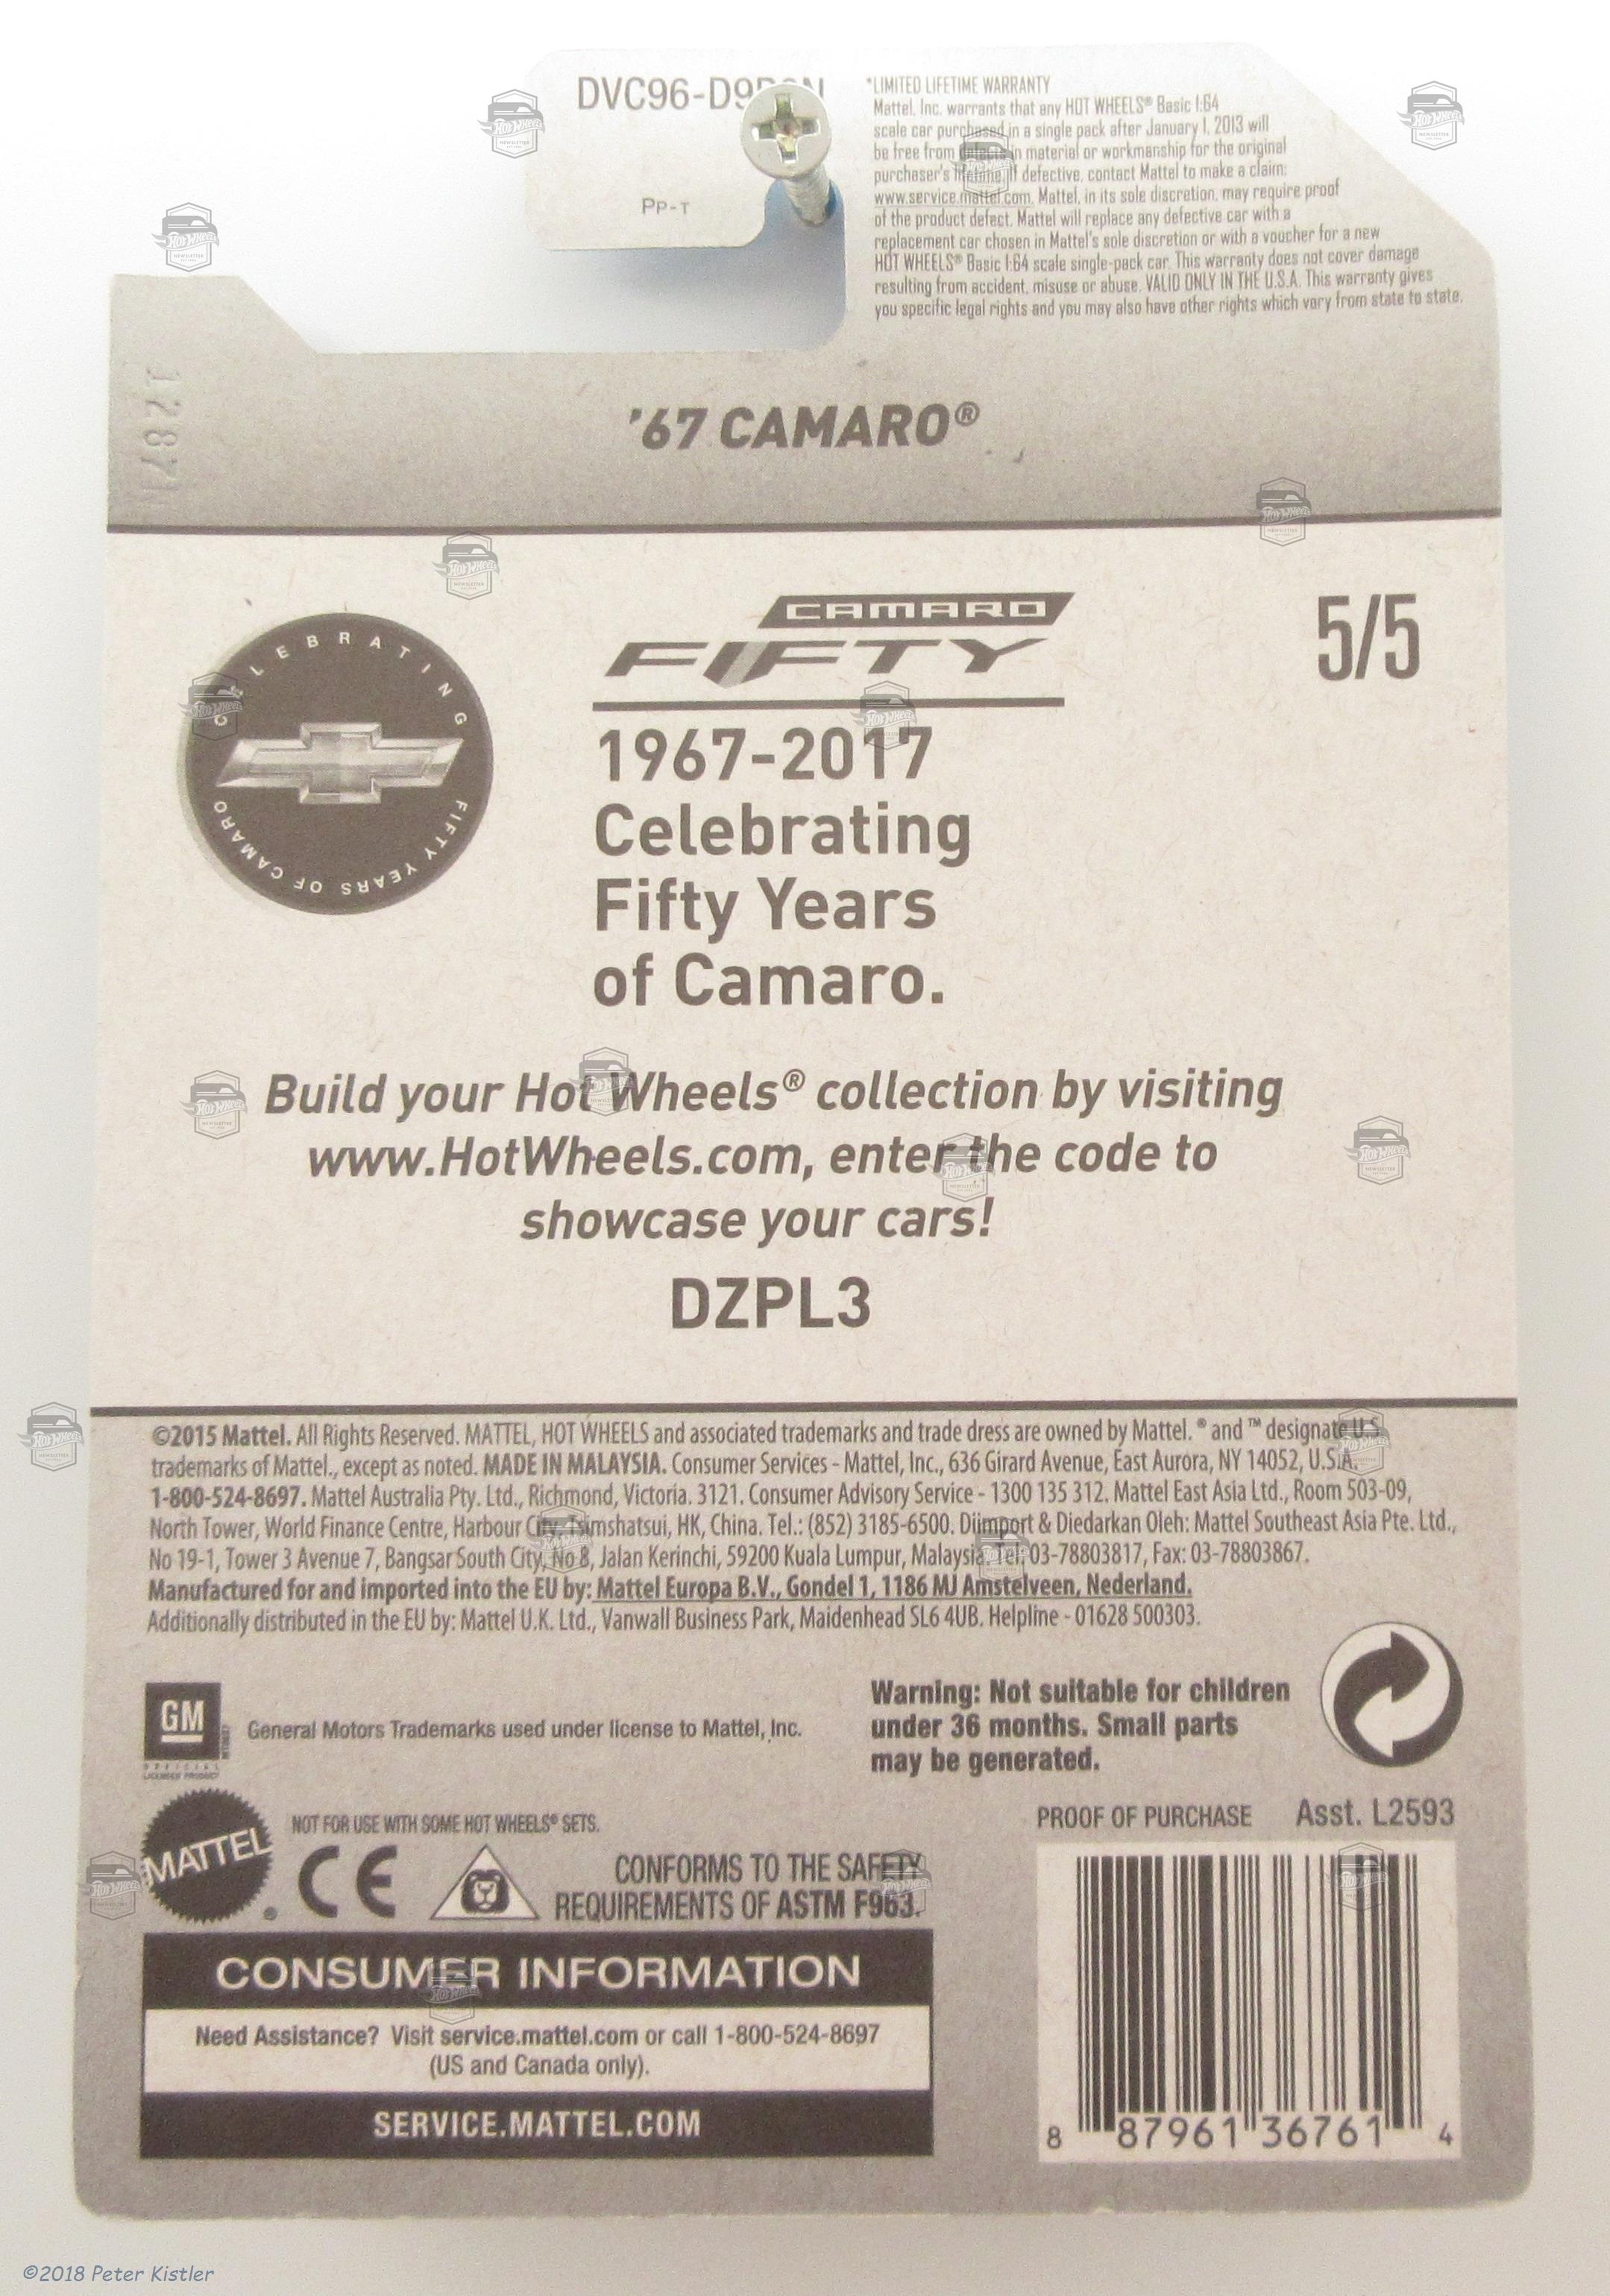 DVC96-D9
PP-T
*LIMITED LIFETIME WARRANTY
Mattel, Inc. warrants that any HOT WHEELS® Basic 1:64
scale car purchased in a single pack after January 1, 2013 will
be free from defects in material or workmanship for the original
purchaser's lifetime. If defective, contact Mattel to make a claim:
www.service.mattel.com. Mattel, in its sole discretion, may require proof
of the product defect. Mattel will replace any defective car with a
replacement car chosen in Mattel's sole discretion or with a voucher for a new
HOT WHEELS® Basic 1:64 scale single-pack car. This warranty does not cover damage
resulting from accident, misuse or abuse. VALID ONLY IN THE U.S.A. This warranty gives
you specific legal rights and you may also have other rights which vary from state to state.
'67 CAMARO®
CELEBRATING
FIFTY YEARS OF CAMARO
CAMARO
FIFTY
5/5
1967-2017
Celebrating
Fifty Years
of Camaro.
Build your Hot Wheels® collection by visiting
www.HotWheels.com, enter the code to
showcase your cars!
DZPL3
©2015 Mattel. All Rights Reserved. MATTEL, HOT WHEELS and associated trademarks and trade dress are owned by Mattel. ® and ™ designate U.S.
trademarks of Mattel., except as noted. MADE IN MALAYSIA. Consumer Services - Mattel, Inc., 636 Girard Avenue, East Aurora, NY 14052, U.S.A.
1-800-524-8697. Mattel Australia Pty. Ltd., Richmond, Victoria. 3121. Consumer Advisory Service - 1300 135 312. Mattel East Asia Ltd., Room 503-09,
North Tower, World Finance Centre, Harbour City, Tsimshatsui, HK, China. Tel.: (852) 3185-6500. Diimport & Diedarkan Oleh: Mattel Southeast Asia Pte. Ltd.,
No 19-1, Tower 3 Avenue 7, Bangsar South City, No 8, Jalan Kerinchi, 59200 Kuala Lumpur, Malaysia. Tel: 03-78803817, Fax: 03-78803867.
Manufactured for and imported into the EU by: Mattel Europa B.V., Gondel 1, 1186 MJ Amstelveen, Nederland.
Additionally distributed in the EU by: Mattel U.K. Ltd., Vanwall Business Park, Maidenhead SL6 4UB. Helpline - 01628 500303.
GM
OFFICIAL
LICENSED PRODUCT
General Motors Trademarks used under license to Mattel, Inc.
Warning: Not suitable for children
under 36 months. Small parts
may be generated.
MATTEL
NOT FOR USE WITH SOME HOT WHEELS® SETS.
CE
CONFORMS TO THE SAFETY
REQUIREMENTS OF ASTM F963.
PROOF OF PURCHASE Asst. L2593
CONSUMER INFORMATION
Need Assistance? Visit service.mattel.com or call 1-800-524-8697
(US and Canada only).
SERVICE.MATTEL.COM
8 87961 36761 4
©2018 Peter Kistler